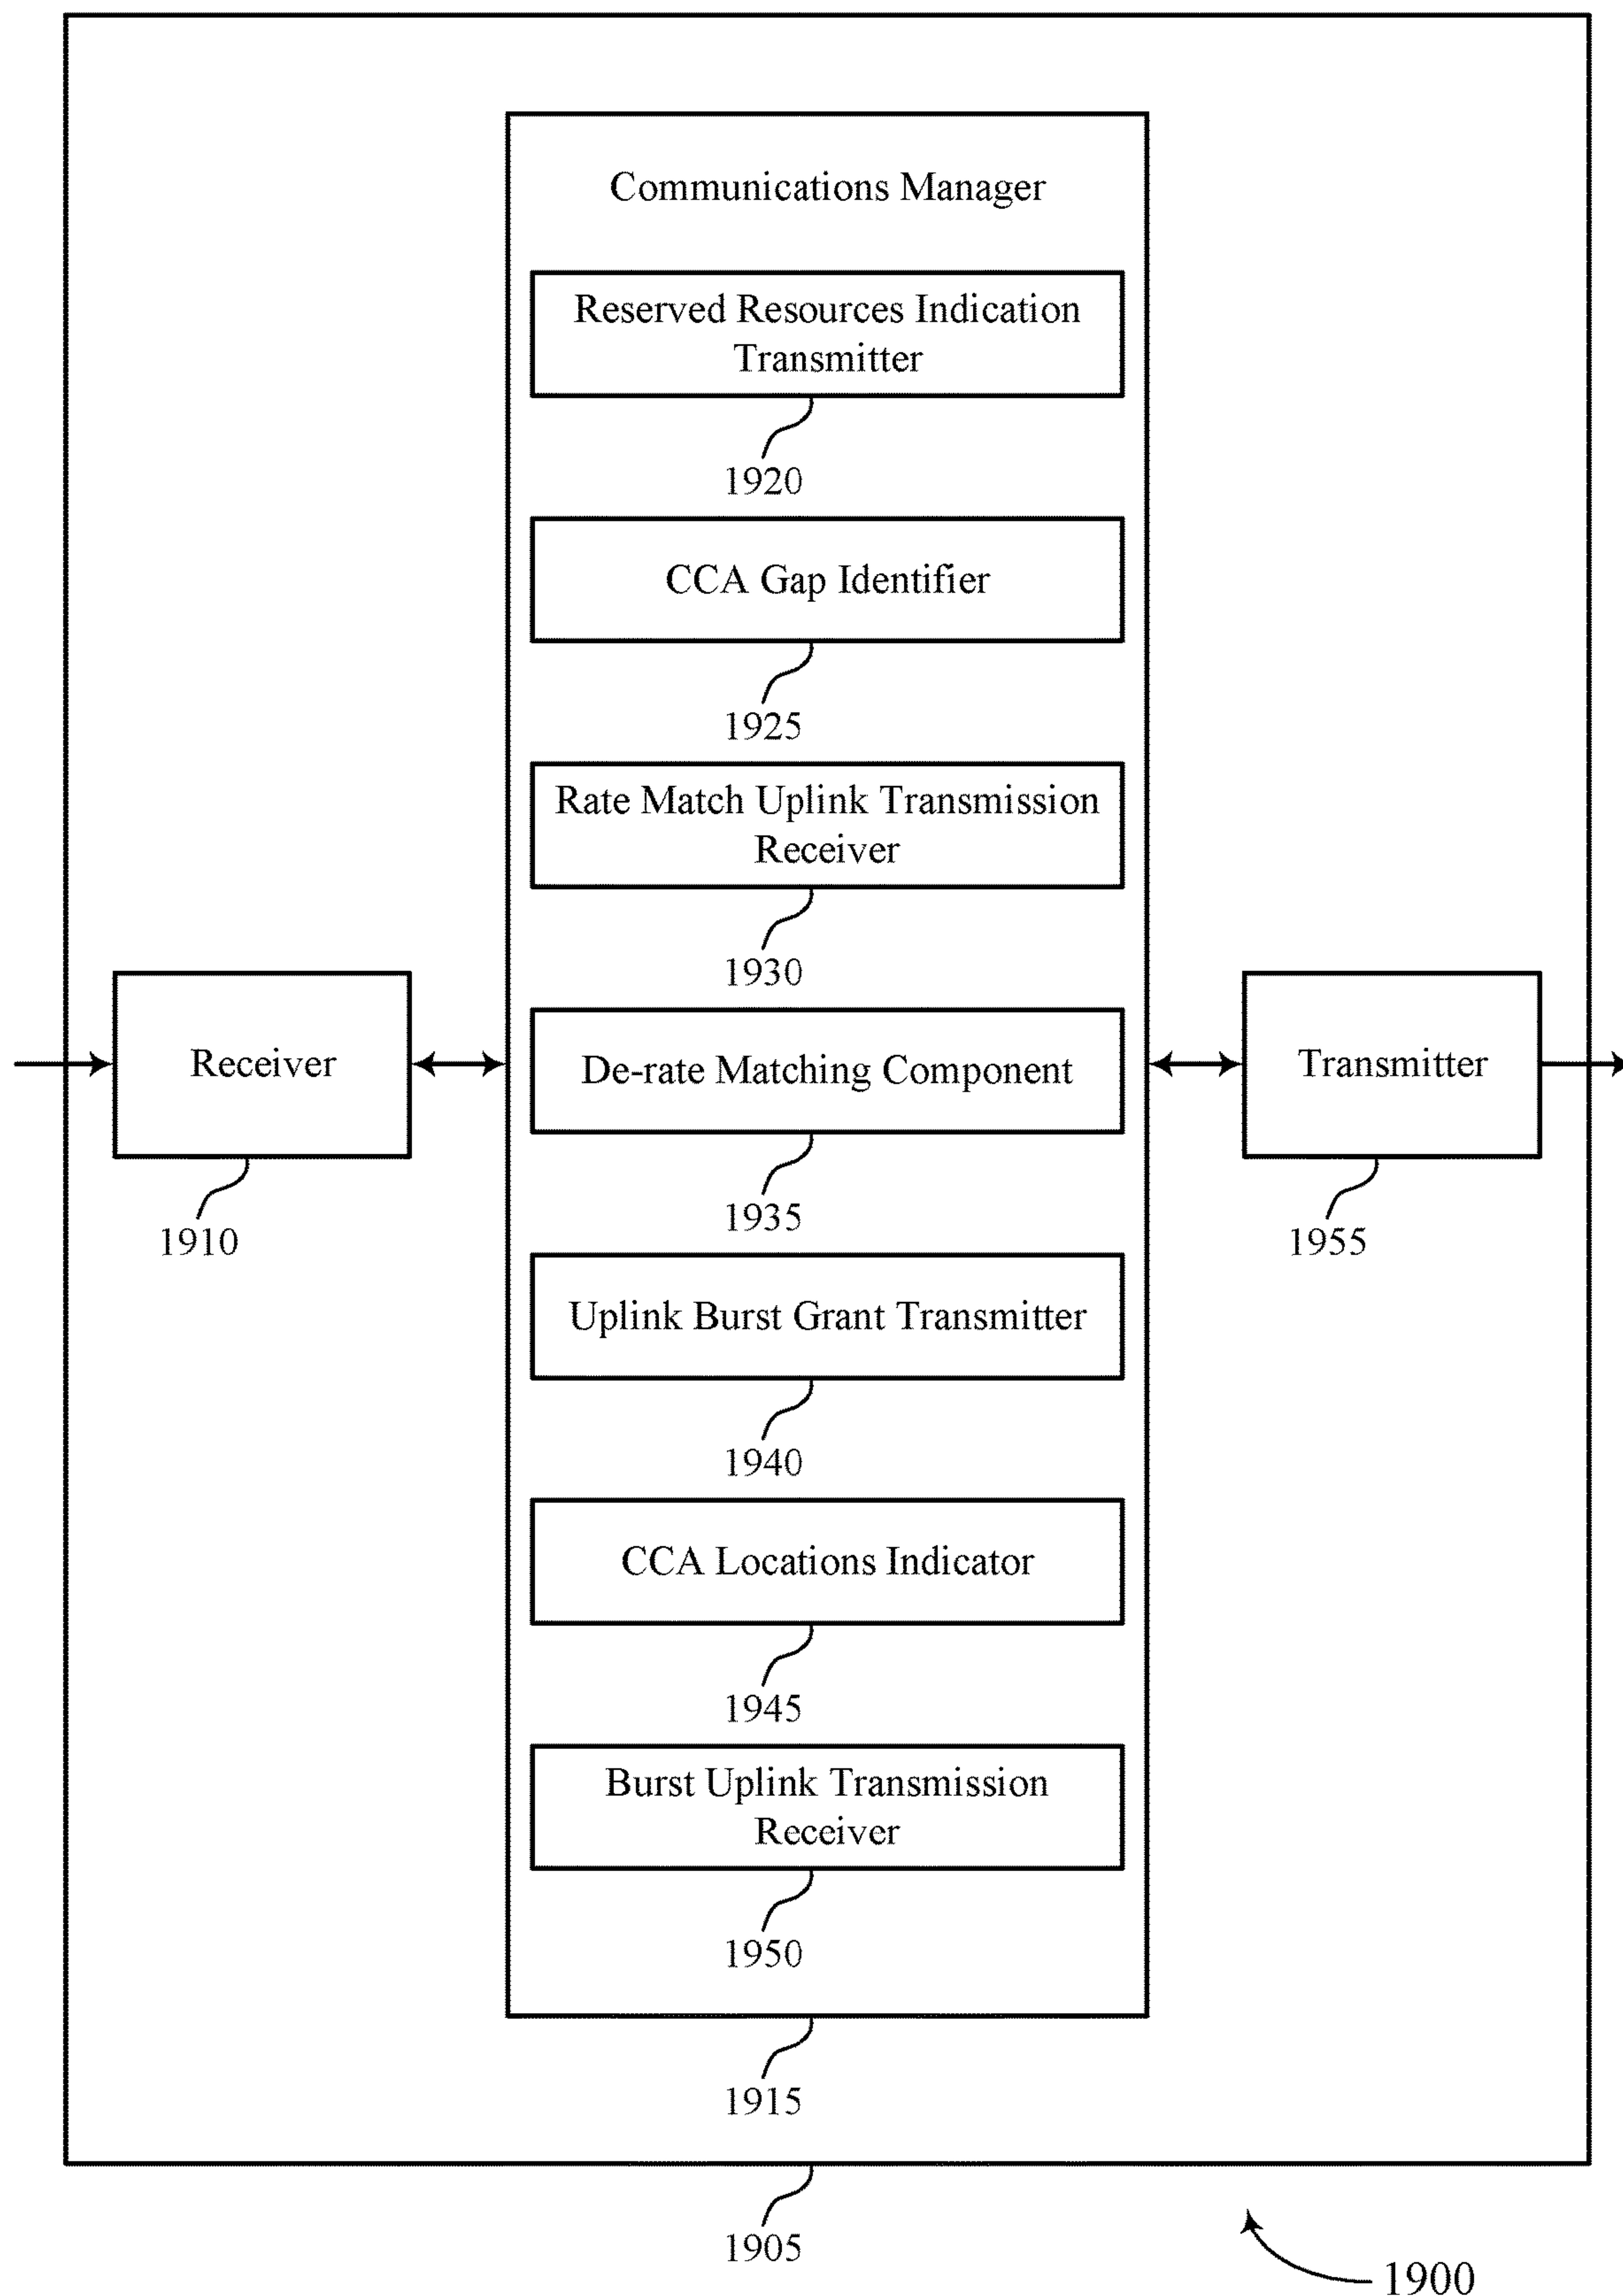 Communications Manager
Reserved Resources Indication
Transmitter
1920
CCA Gap Identifier
1925
Rate Match Uplink Transmission
Receiver
1930
Receiver
1910
De-rate Matching Component
1935
Transmitter
1955
Uplink Burst Grant Transmitter
1940
CCA Locations Indicator
1945
Burst Uplink Transmission
Receiver
1950
1915
1905
1900